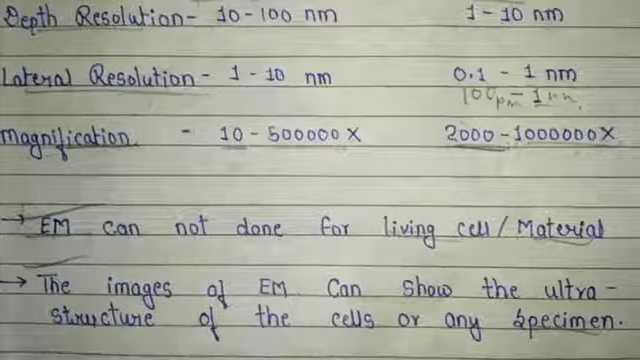 Depth Resolution - 10 - 100 nm 1 - 10 nm
Lateral Resolution - 1 - 10 nm 0.1 - 1 nm
100pm - 1 nm.
Magnification - 10 - 500000 X 2000 - 1000000 X
→ EM can not done for living cell / Material
→ The images of EM Can show the ultra -
structure of the cells or any specimen.